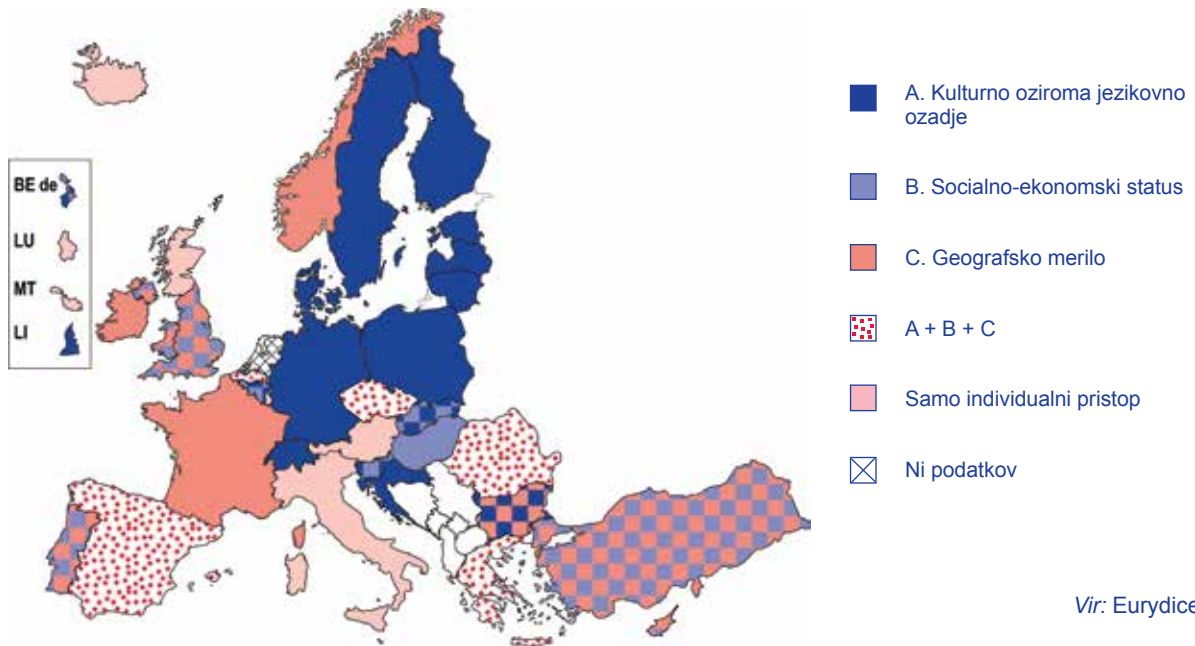 BE de
LU
MT
LI
A. Kulturno oziroma jezikovno
ozadje
B. Socialno-ekonomski status
C. Geografsko merilo
A + B + C
Samo individualni pristop
Ni podatkov
Vir: Eurydice